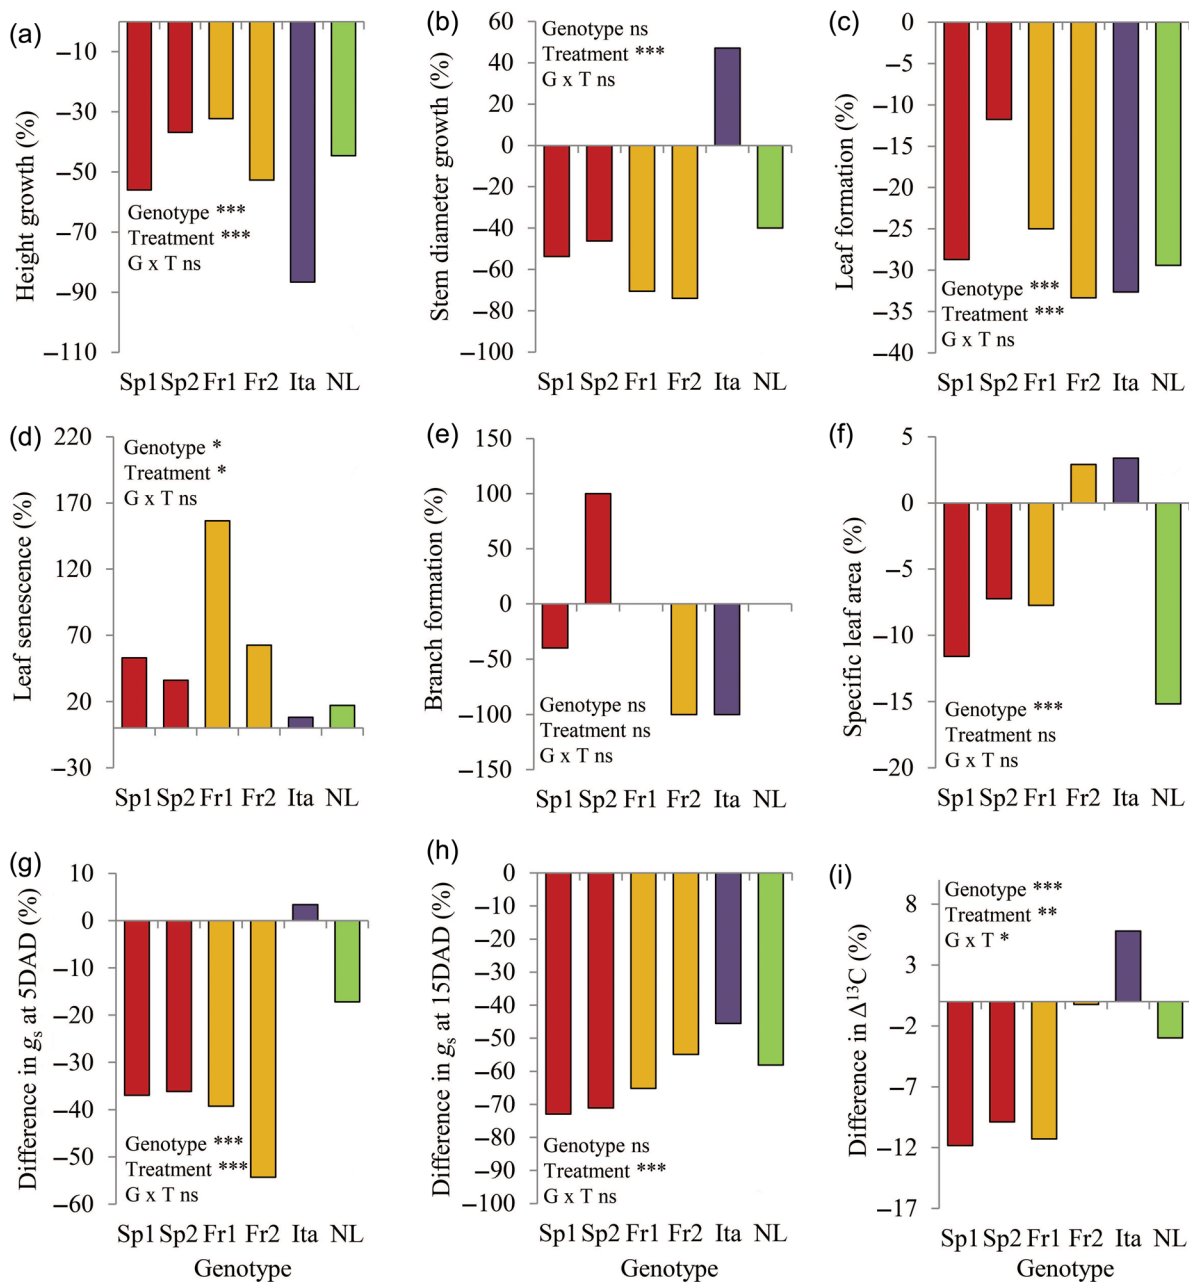 (a)
Height growth (%)
−10
−30
−50
−70
−90
−110
Genotype ***
Treatment ***
G x T ns
Sp1 Sp2 Fr1 Fr2 Ita NL
(b)
Stem diameter growth (%)
60
40
20
0
−20
−40
−60
−80
−100
Genotype ns
Treatment ***
G x T ns
Sp1 Sp2 Fr1 Fr2 Ita NL
(c)
Leaf formation (%)
0
−5
−10
−15
−20
−25
−30
−35
−40
Genotype ***
Treatment ***
G x T ns
Sp1 Sp2 Fr1 Fr2 Ita NL
(d)
Leaf senescence (%)
220
170
120
70
20
−30
Genotype *
Treatment *
G x T ns
Sp1 Sp2 Fr1 Fr2 Ita NL
(e)
Branch formation (%)
150
100
50
0
−50
−100
−150
Genotype ns
Treatment ns
G x T ns
Sp1 Sp2 Fr1 Fr2 Ita NL
(f)
Specific leaf area (%)
5
0
−5
−10
−15
−20
Genotype ***
Treatment ns
G x T ns
Sp1 Sp2 Fr1 Fr2 Ita NL
(g)
Difference in gs at 5DAD (%)
10
0
−10
−20
−30
−40
−50
−60
Genotype ***
Treatment ***
G x T ns
Sp1 Sp2 Fr1 Fr2 Ita NL
Genotype
(h)
Difference in gs at 15DAD (%)
0
−10
−20
−30
−40
−50
−60
−70
−80
−90
−100
Genotype ns
Treatment ***
G x T ns
Sp1 Sp2 Fr1 Fr2 Ita NL
Genotype
(i)
Difference in Δ¹³C (%)
8
3
−2
−7
−12
−17
Genotype ***
Treatment **
G x T *
Sp1 Sp2 Fr1 Fr2 Ita NL
Genotype